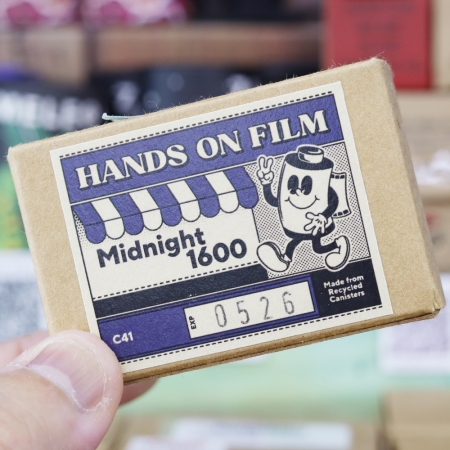 HANDS ON FILM
Midnight
1600
C41
EXP 0526
Made from
Recycled
Canisters